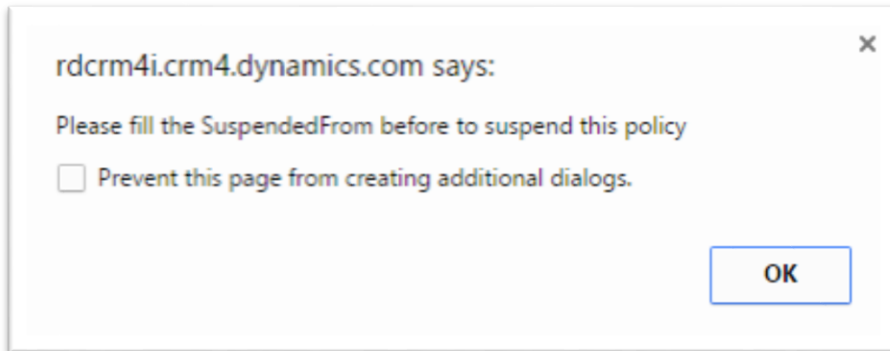 rdcrm4i.crm4.dynamics.com says:
Please fill the SuspendedFrom before to suspend this policy
Prevent this page from creating additional dialogs.
OK